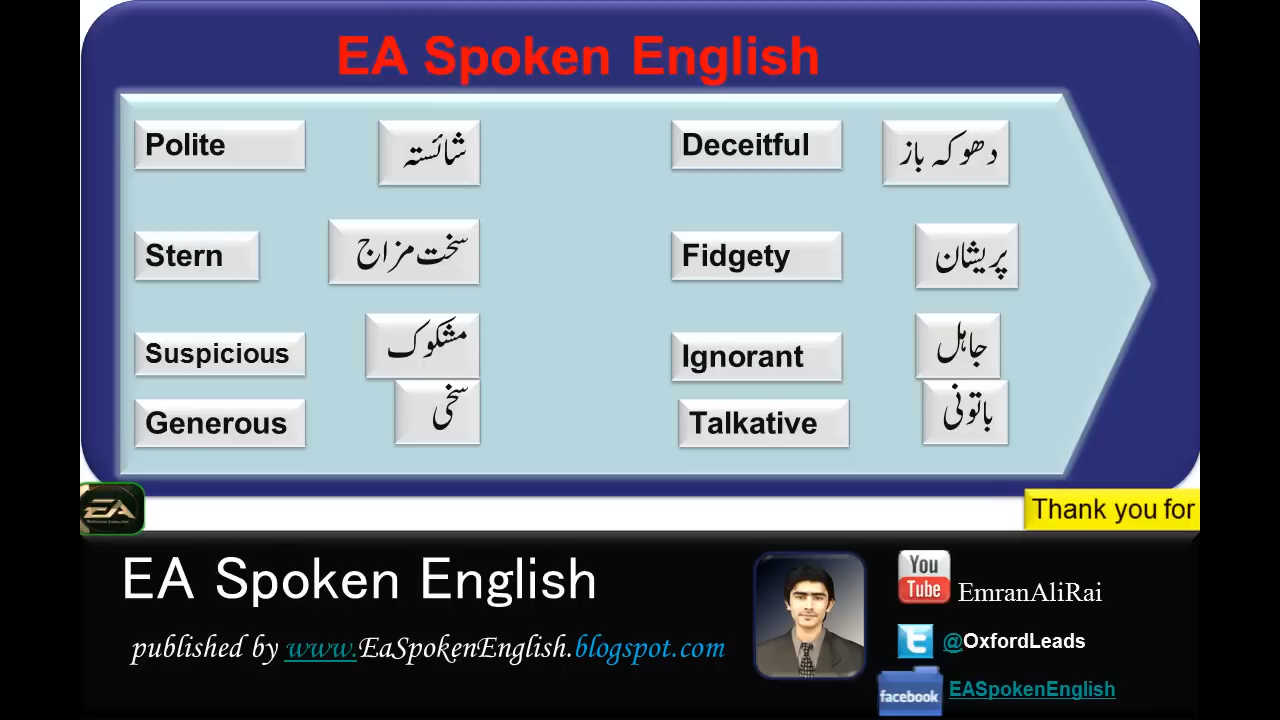 EA Spoken English
Polite شائستہ Deceitful دھوکہ باز
Stern سخت مزاج Fidgety پریشان
Suspicious مشکوک Ignorant جاہل
Generous سخی Talkative باتونی
EA
Thank you for
EA Spoken English
published by www.EaSpokenEnglish.blogspot.com
You Tube EmranAliRai
@OxfordLeads
facebook EASpokenEnglish